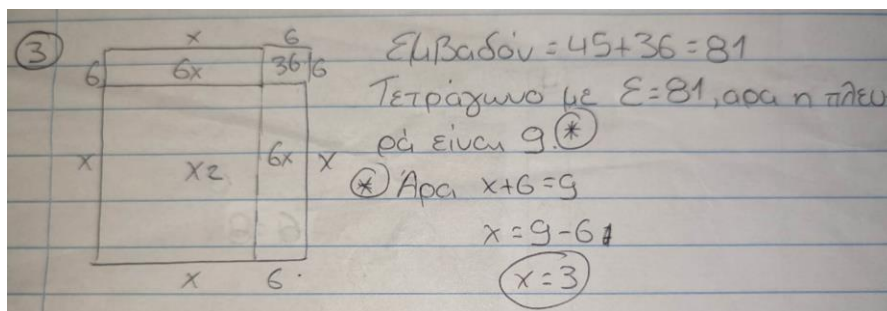 ③ x 6 Εμβαδόν = 45+36 = 81
6 6x 36 6
Τετράγωνο με Ε=81, αρα η πλευ
ρά είναι 9. *
x x2 6x x
* Άρα x+6=9
x = 9-6
x=3
x 6.